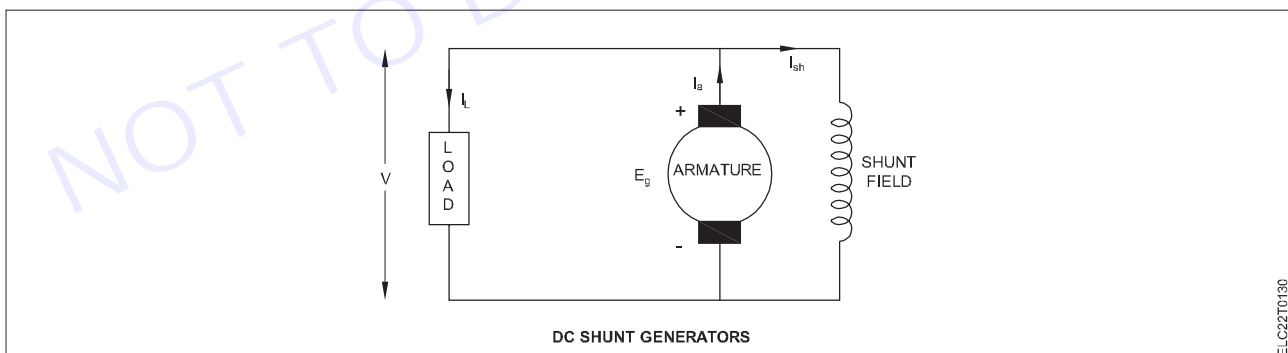 NOT TO B
I_sh
I_a
I_L
+
L
O
A
D
V
E_g
ARMATURE
SHUNT
FIELD
-
DC SHUNT GENERATORS
ELC22T0130